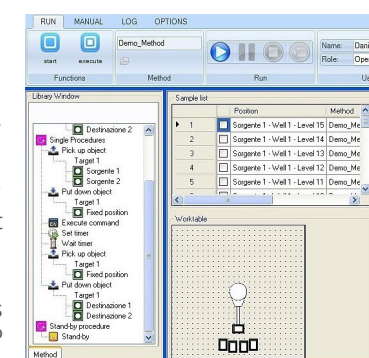 RUN MANUAL LOG OPTIONS
start execute
Functions
Demo_Method
Method
Run
Name: Dani
Role: Ope
Us
Library Window
Destinazione 2
Single Procedures
Pick up object
Target 1
Sorgente 1
Sorgente 2
Put down object
Target 1
Fixed position
Execute command
Set timer
Wait timer
Pick up object
Target 1
Fixed position
Put down object
Target 1
Destinazione 1
Destinazione 2
Stand-by procedure
Stand-by
Method
Sample list
Position Method
1 Sorgente 1 - Well 1 - Level 15 Demo_Me
2 Sorgente 1 - Well 1 - Level 14 Demo_Me
3 Sorgente 1 - Well 1 - Level 13 Demo_Me
4 Sorgente 1 - Well 1 - Level 12 Demo_Me
5 Sorgente 1 - Well 1 - Level 11 Demo_Me
Worktable